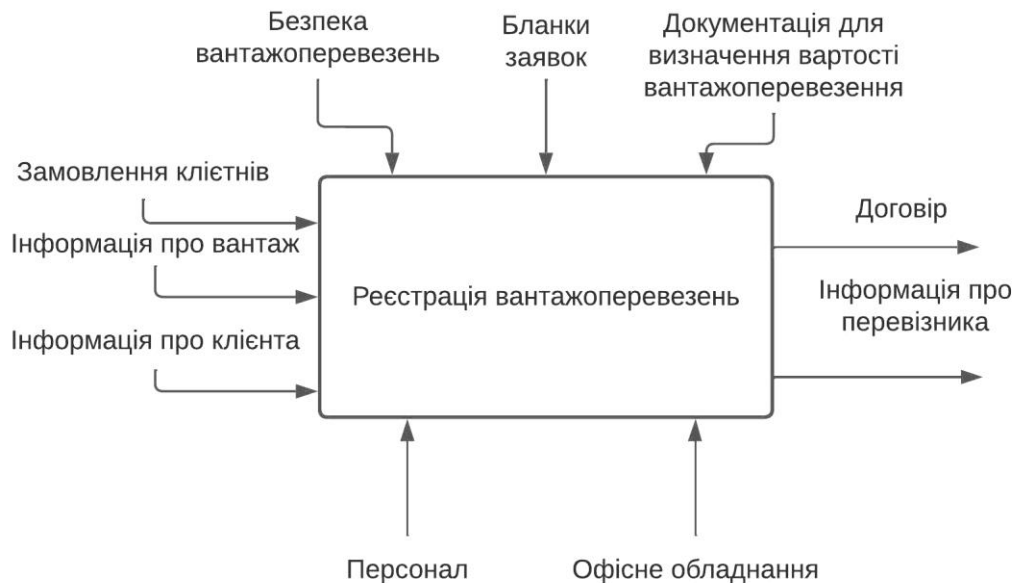 Безпека
вантажоперевезень
Бланки
заявок
Документація для
визначення вартості
вантажоперевезення
Замовлення клієтнів
Інформація про вантаж
Інформація про клієнта
Реєстрація вантажоперевезень
Договір
Інформація про
перевізника
Персонал
Офісне обладнання